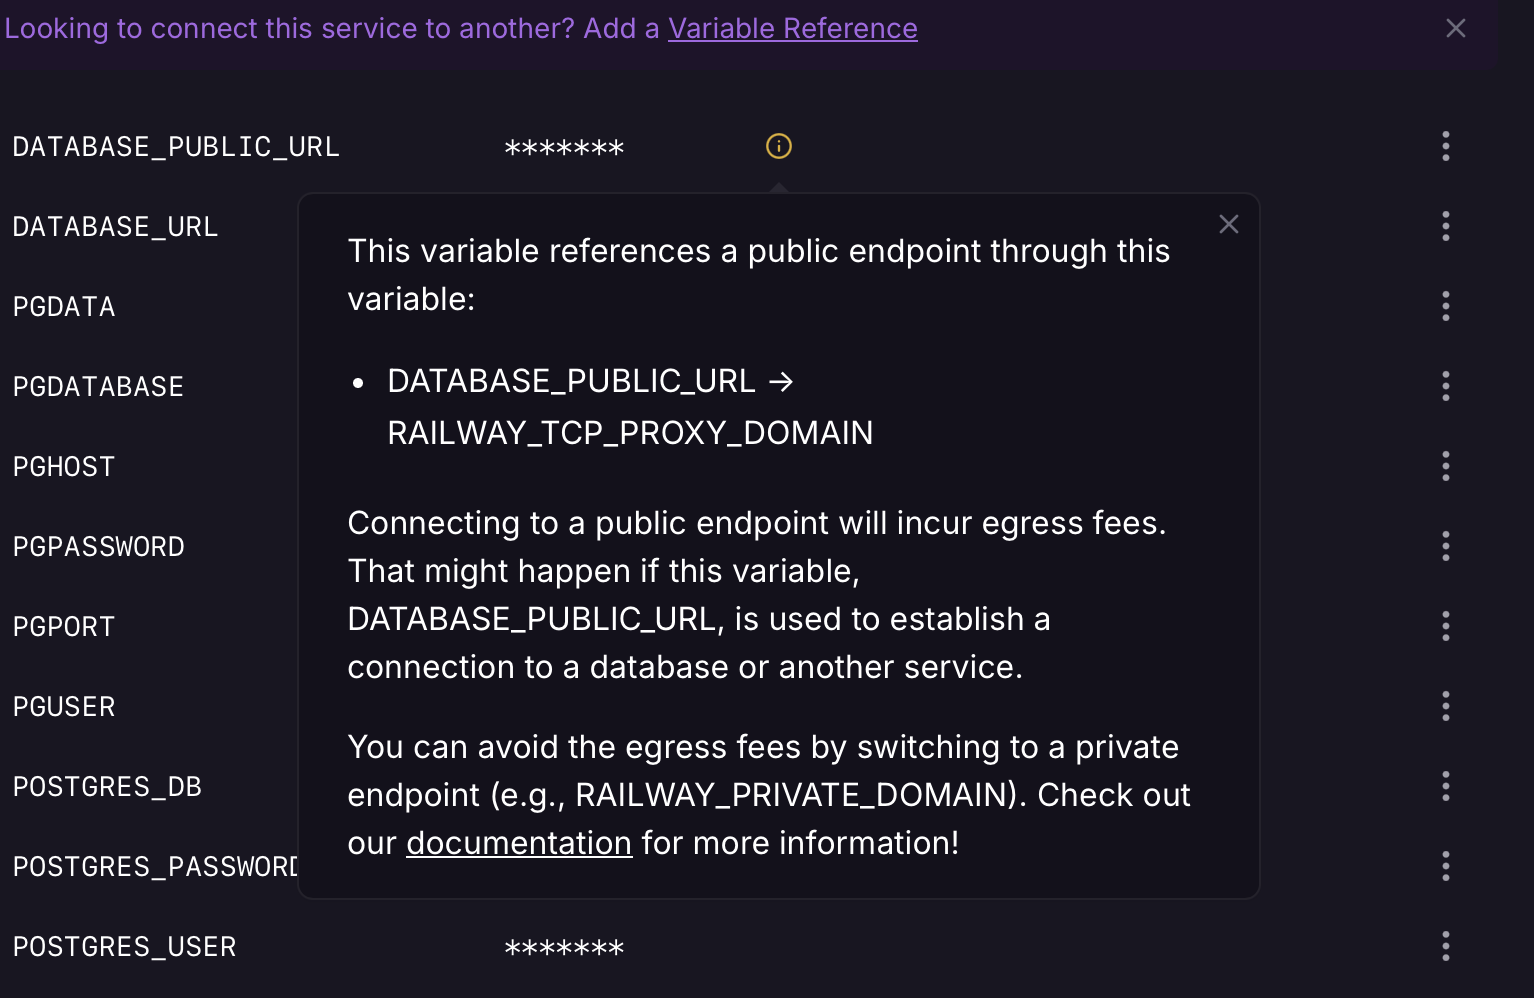 Looking to connect this service to another? Add a Variable Reference
DATABASE_PUBLIC_URL *******
DATABASE_URL
PGDATA
PGDATABASE
PGHOST
PGPASSWORD
PGPORT
PGUSER
POSTGRES_DB
POSTGRES_PASSWORD
POSTGRES_USER *******
This variable references a public endpoint through this
variable:
• DATABASE_PUBLIC_URL →
RAILWAY_TCP_PROXY_DOMAIN
Connecting to a public endpoint will incur egress fees.
That might happen if this variable,
DATABASE_PUBLIC_URL, is used to establish a
connection to a database or another service.
You can avoid the egress fees by switching to a private
endpoint (e.g., RAILWAY_PRIVATE_DOMAIN). Check out
our documentation for more information!